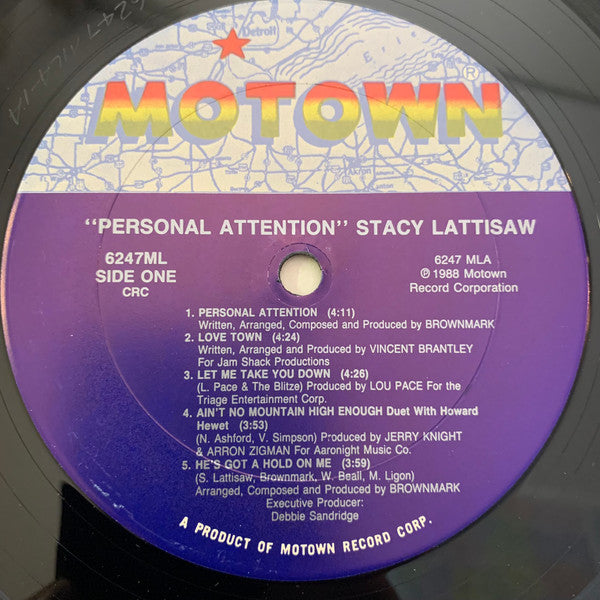 Detroit
MOTOWN®
"PERSONAL ATTENTION" STACY LATTISAW
6247ML
SIDE ONE
CRC
6247 MLA
℗ 1988 Motown
Record Corporation
1. PERSONAL ATTENTION (4:11)
Written, Arranged, Composed and Produced by BROWNMARK
2. LOVE TOWN (4:24)
Written, Arranged and Produced by VINCENT BRANTLEY
For Jam Shack Productions
3. LET ME TAKE YOU DOWN (4:26)
(L. Pace & The Blitze) Produced by LOU PACE For the
Triage Entertainment Corp.
4. AIN'T NO MOUNTAIN HIGH ENOUGH Duet With Howard
Hewet (3:53)
(N. Ashford, V. Simpson) Produced by JERRY KNIGHT
& ARRON ZIGMAN For Aaronight Music Co.
5. HE'S GOT A HOLD ON ME (3:59)
(S. Lattisaw, Brownmark, W. Beall, M. Ligon)
Arranged, Composed and Produced by BROWNMARK
Executive Producer:
Debbie Sandridge
A PRODUCT OF MOTOWN RECORD CORP.